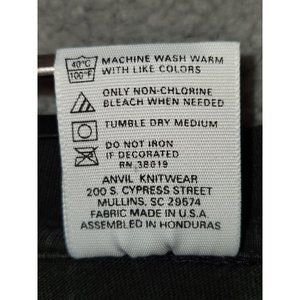 40°C MACHINE WASH WARM
100°F WITH LIKE COLORS
ONLY NON-CHLORINE
BLEACH WHEN NEEDED
TUMBLE DRY MEDIUM
DO NOT IRON
IF DECORATED
RN 38619
ANVIL KNITWEAR
200 S. CYPRESS STREET
MULLINS, SC 29574
FABRIC MADE IN U.S.A.
ASSEMBLED IN HONDURAS